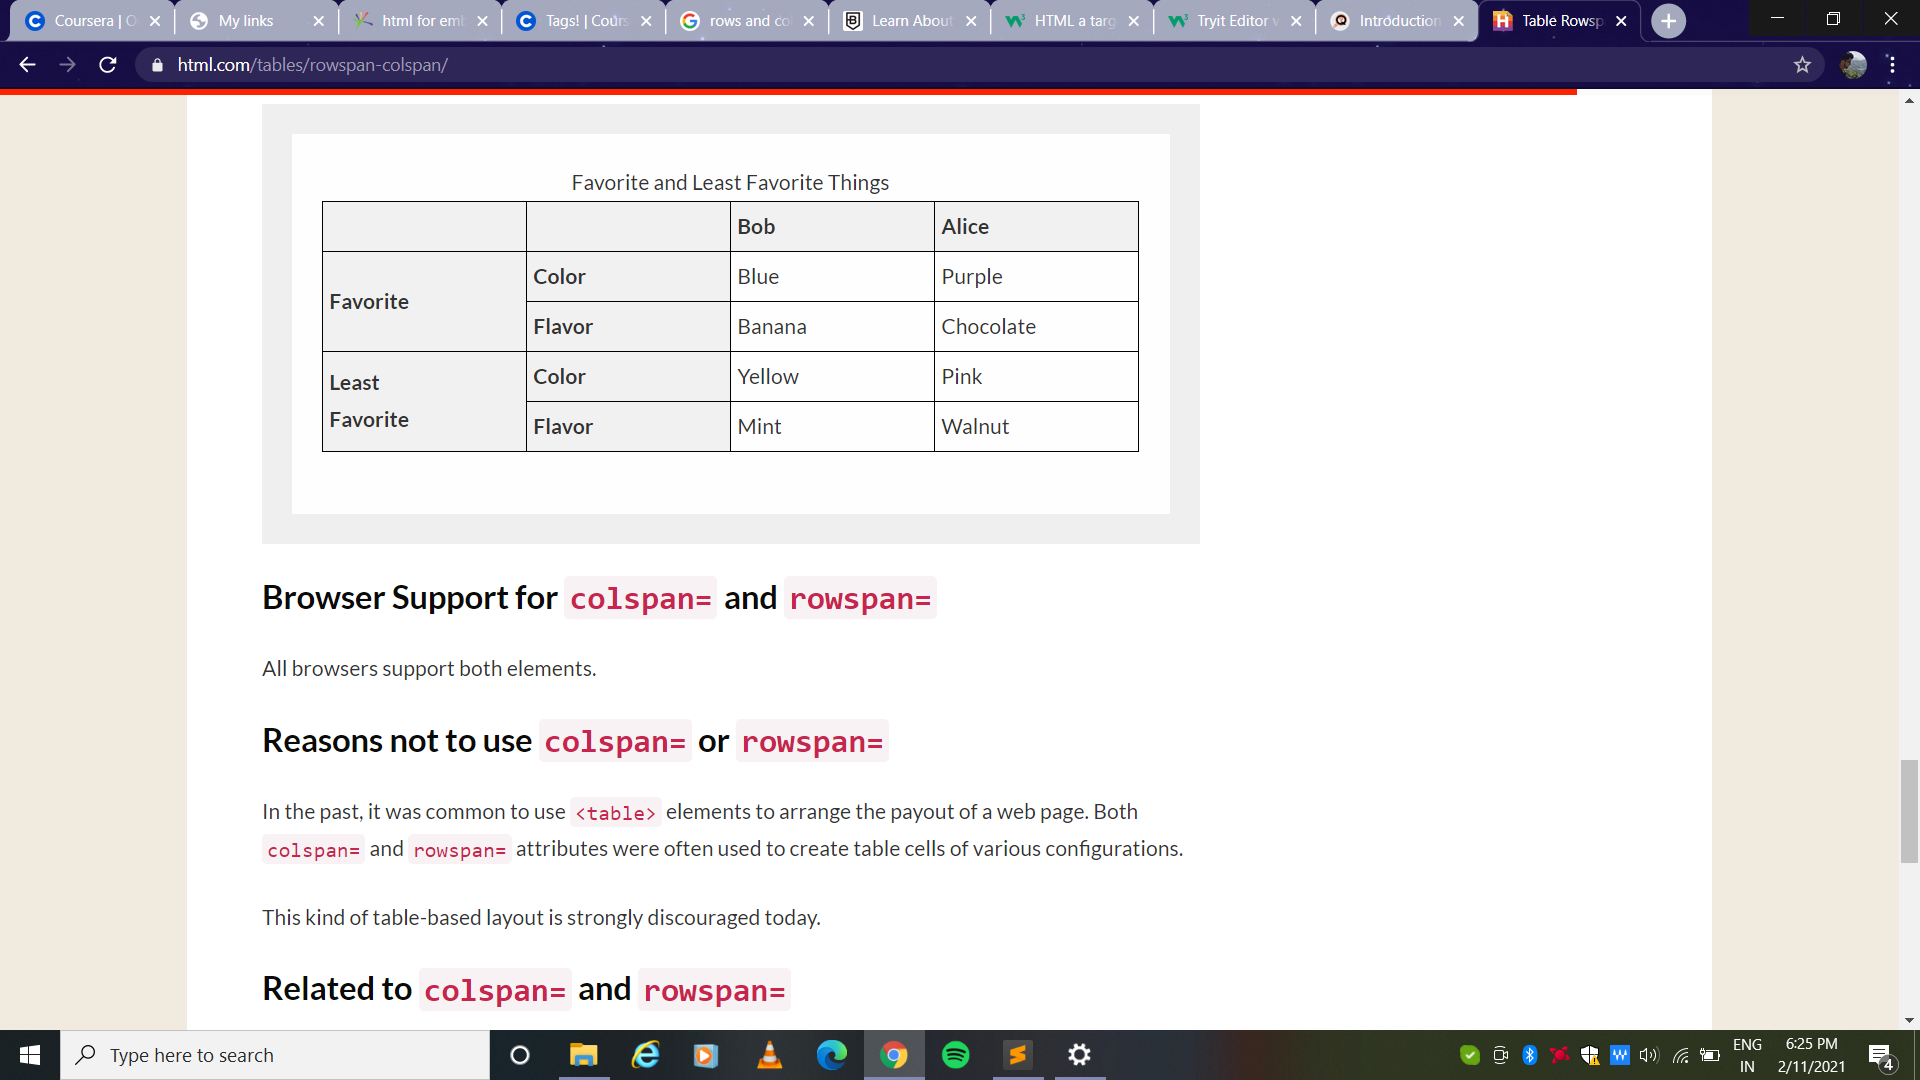 Coursera | O
My links
html for emb
Tags! | Cours
rows and col
Learn About
HTML a targ
Tryit Editor v
Introduction
Table Rowsp
html.com/tables/rowspan-colspan/
Favorite and Least Favorite Things
Bob Alice
Favorite Color Blue Purple
Flavor Banana Chocolate
Least Favorite Color Yellow Pink
Flavor Mint Walnut
Browser Support for colspan= and rowspan=
All browsers support both elements.
Reasons not to use colspan= or rowspan=
In the past, it was common to use <table> elements to arrange the payout of a web page. Both
colspan= and rowspan= attributes were often used to create table cells of various configurations.
This kind of table-based layout is strongly discouraged today.
Related to colspan= and rowspan=
Type here to search
ENG
IN
6:25 PM
2/11/2021
4